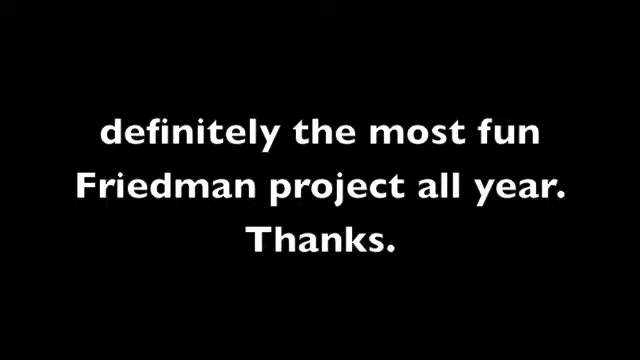 definitely the most fun
Friedman project all year.
Thanks.